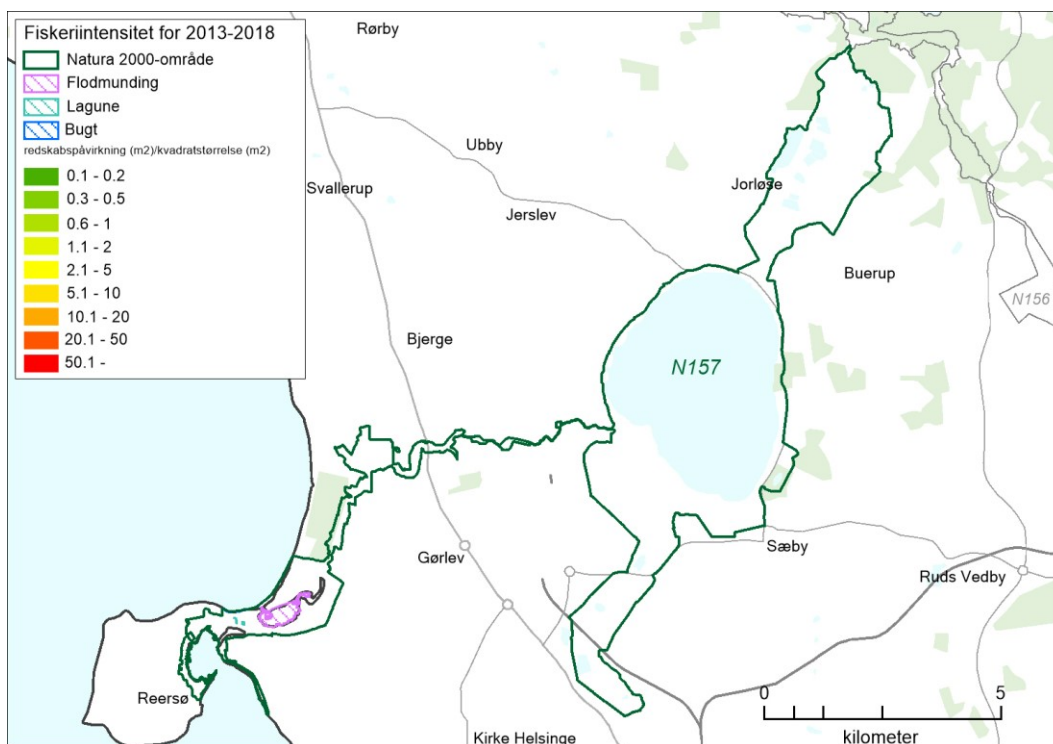 Fiskeriintensitet for 2013-2018
Natura 2000-område
Flodmunding
Lagune
Bugt
redskabspåvirkning (m2)/kvadratstørrelse (m2)
0.1 - 0.2
0.3 - 0.5
0.6 - 1
1.1 - 2
2.1 - 5
5.1 - 10
10.1 - 20
20.1 - 50
50.1 -
Rørby
Ubby
Svallerup
Jorløse
Jerslev
Buerup
N156
Bjerge
N157
Gørlev
Sæby
Ruds Vedby
Reersø
Kirke Helsinge
0 5
kilometer